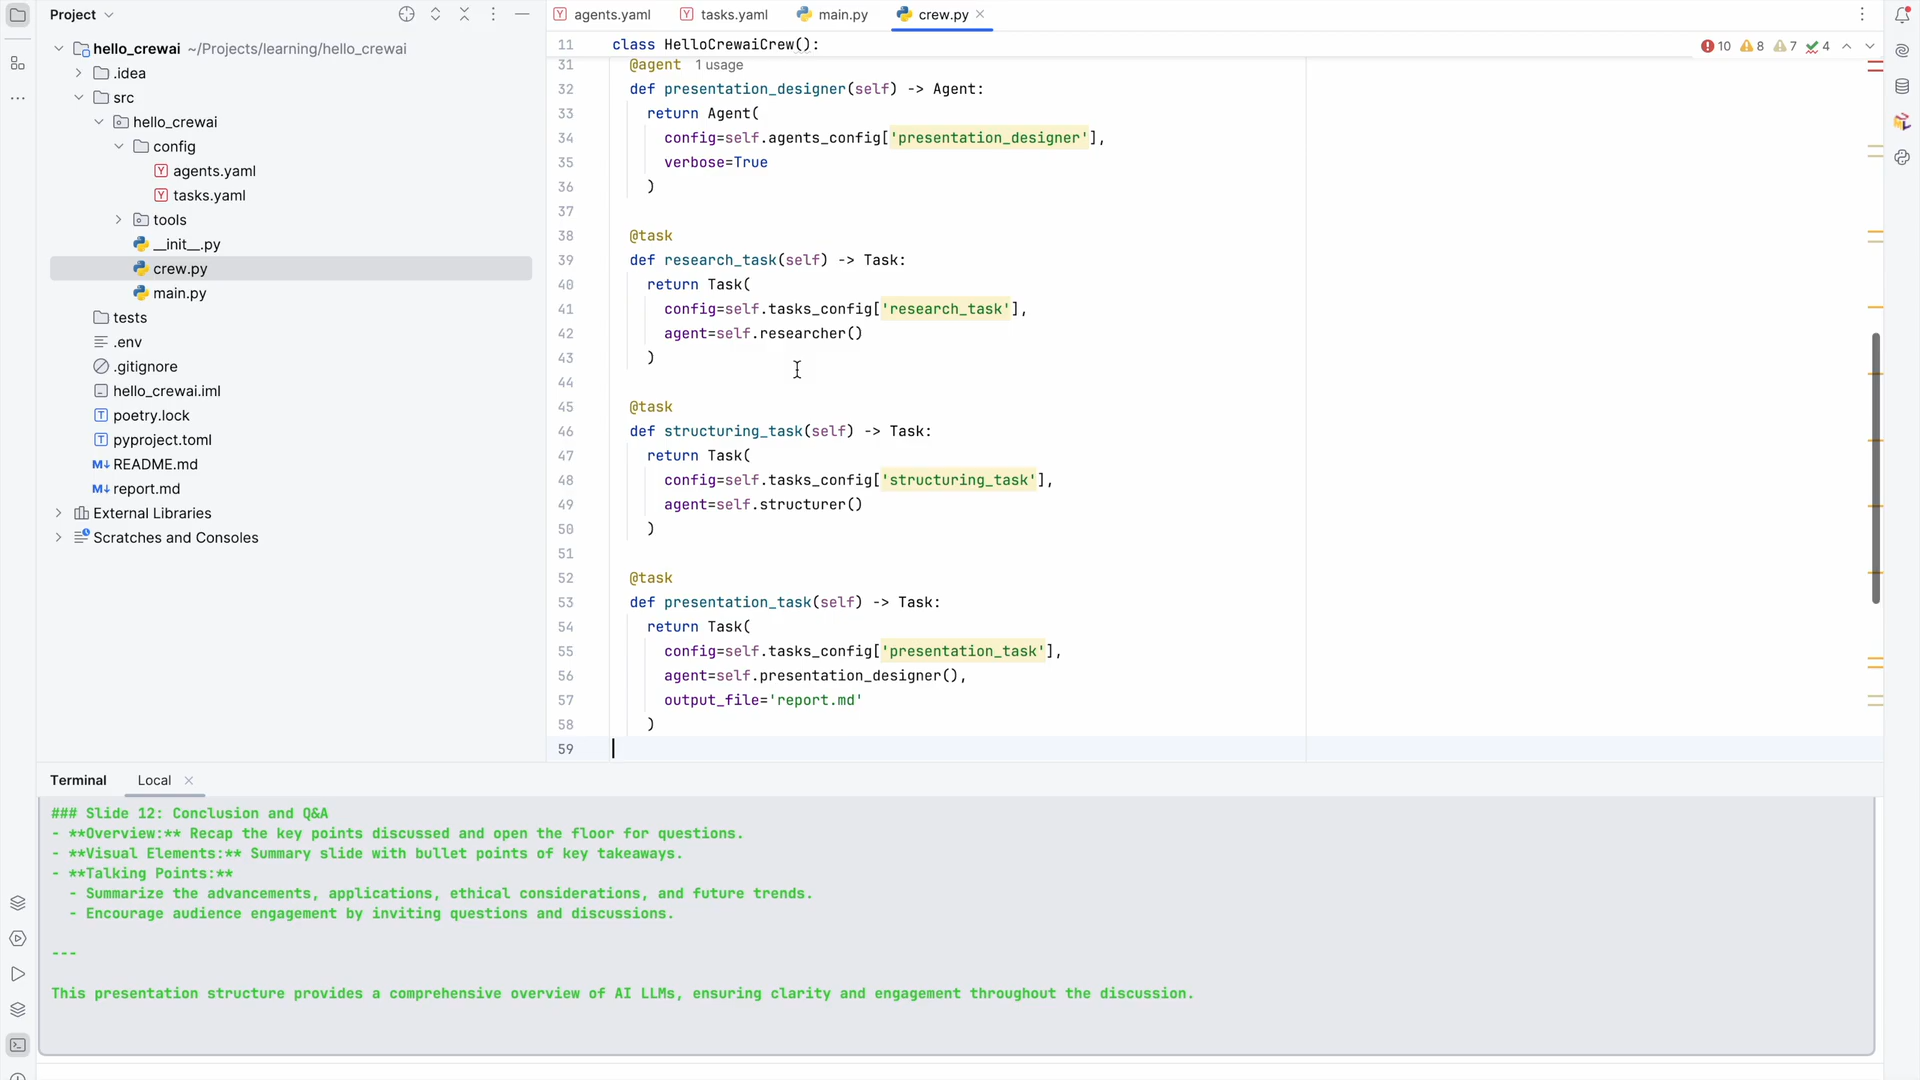 Project
hello_crewai ~/Projects/learning/hello_crewai
.idea
src
hello_crewai
config
agents.yaml
tasks.yaml
tools
__init__.py
crew.py
main.py
tests
.env
.gitignore
hello_crewai.iml
poetry.lock
pyproject.toml
README.md
report.md
External Libraries
Scratches and Consoles
agents.yaml tasks.yaml main.py crew.py
11 class HelloCrewaiCrew():
10 8 7 4
31 @agent 1 usage
32 def presentation_designer(self) -> Agent:
33 return Agent(
34 config=self.agents_config['presentation_designer'],
35 verbose=True
36 )
37
38 @task
39 def research_task(self) -> Task:
40 return Task(
41 config=self.tasks_config['research_task'],
42 agent=self.researcher()
43 )
44
45 @task
46 def structuring_task(self) -> Task:
47 return Task(
48 config=self.tasks_config['structuring_task'],
49 agent=self.structurer()
50 )
51
52 @task
53 def presentation_task(self) -> Task:
54 return Task(
55 config=self.tasks_config['presentation_task'],
56 agent=self.presentation_designer(),
57 output_file='report.md'
58 )
59
Terminal Local
### Slide 12: Conclusion and Q&A
- **Overview:** Recap the key points discussed and open the floor for questions.
- **Visual Elements:** Summary slide with bullet points of key takeaways.
- **Talking Points:**
- Summarize the advancements, applications, ethical considerations, and future trends.
- Encourage audience engagement by inviting questions and discussions.
---
This presentation structure provides a comprehensive overview of AI LLMs, ensuring clarity and engagement throughout the discussion.